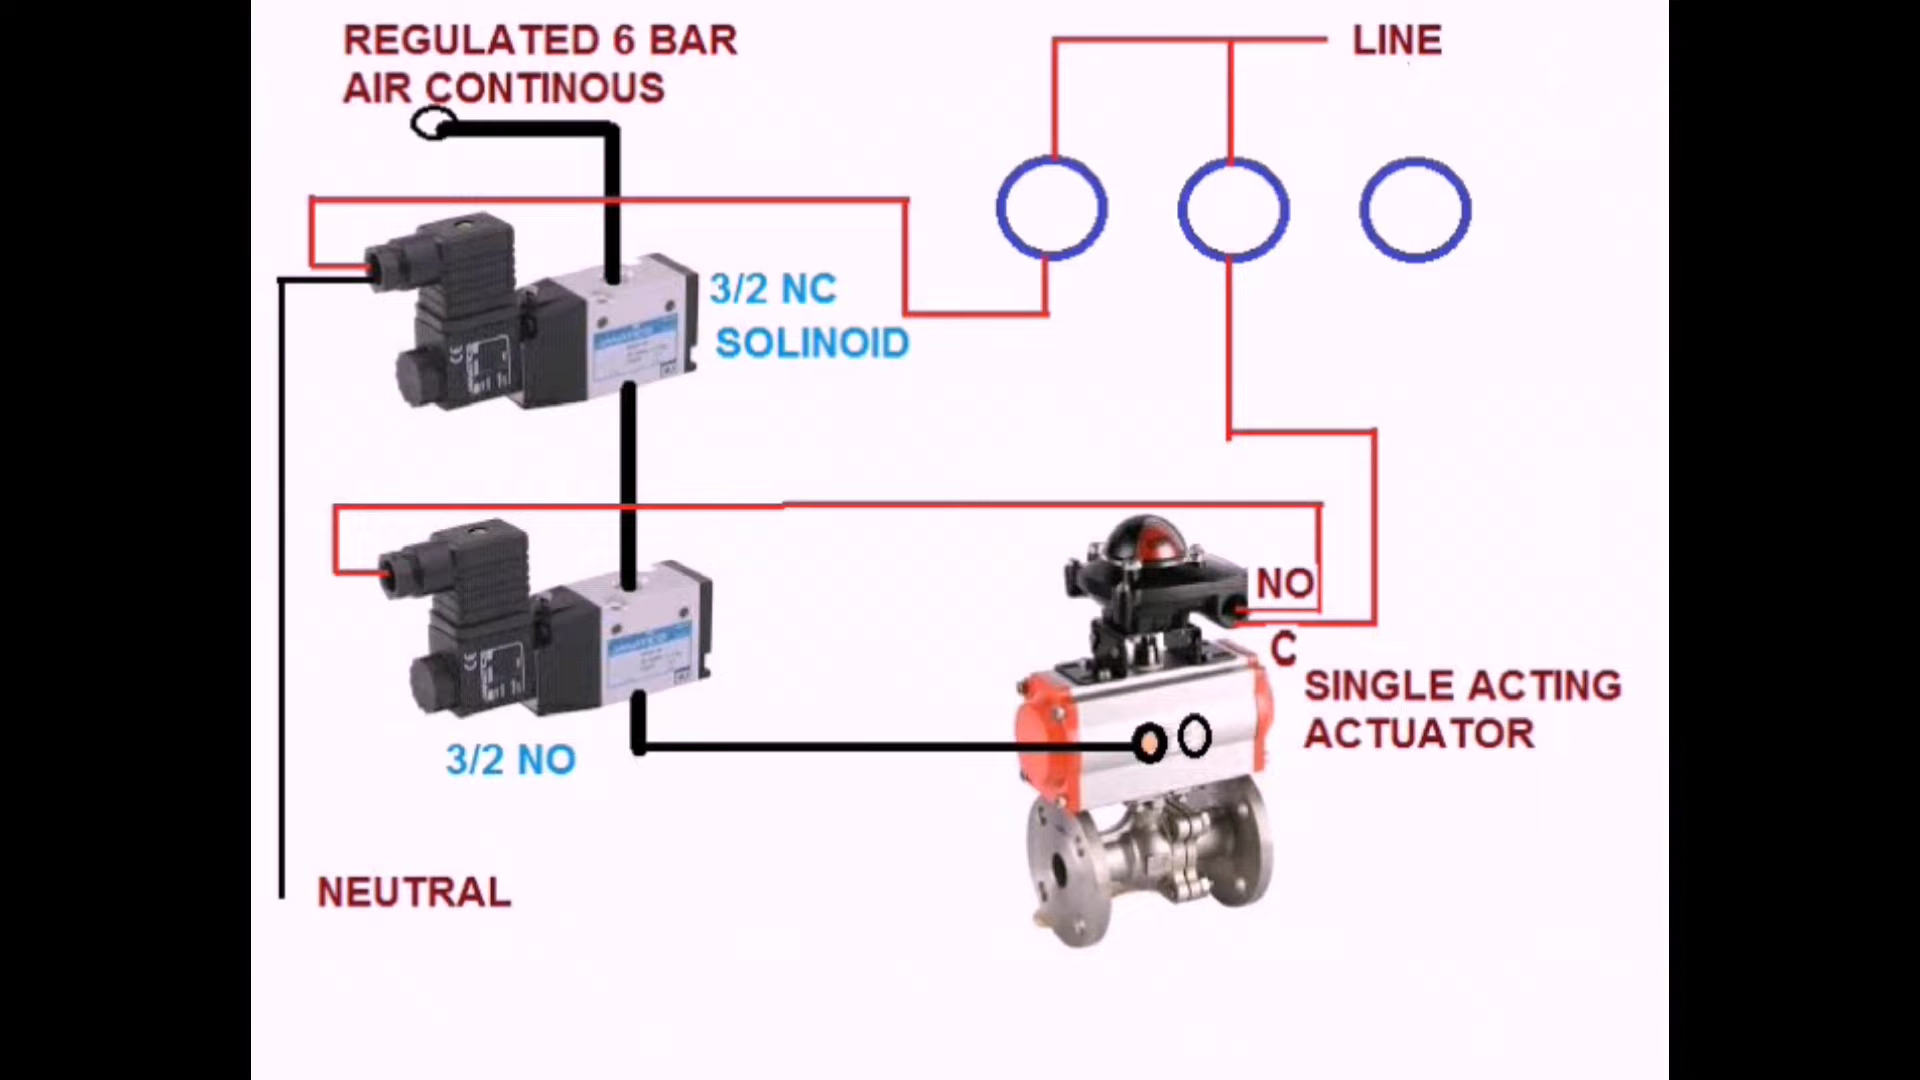 REGULATED 6 BAR
AIR CONTINOUS
LINE
3/2 NC
SOLINOID
NO
C
SINGLE ACTING
ACTUATOR
3/2 NO
NEUTRAL